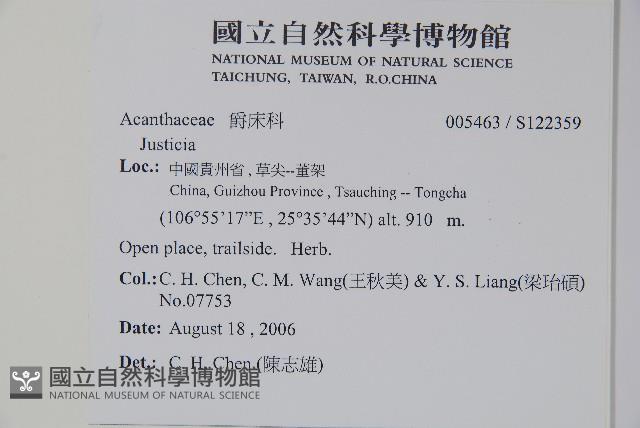 國立自然科學博物館
NATIONAL MUSEUM OF NATURAL SCIENCE
TAICHUNG, TAIWAN, R.O.CHINA
Acanthaceae 爵床科 005463 / S122359
Justicia
Loc.: 中國貴州省 , 草尖--董架
China, Guizhou Province , Tsauching -- Tongcha
(106°55’17”E , 25°35’44”N) alt. 910 m.
Open place, trailside. Herb.
Col.: C. H. Chen, C. M. Wang(王秋美) & Y. S. Liang(梁珆碩)
No.07753
Date: August 18 , 2006
Det.: C. H. Chen (陳志雄)
國立自然科學博物館
NATIONAL MUSEUM OF NATURAL SCIENCE